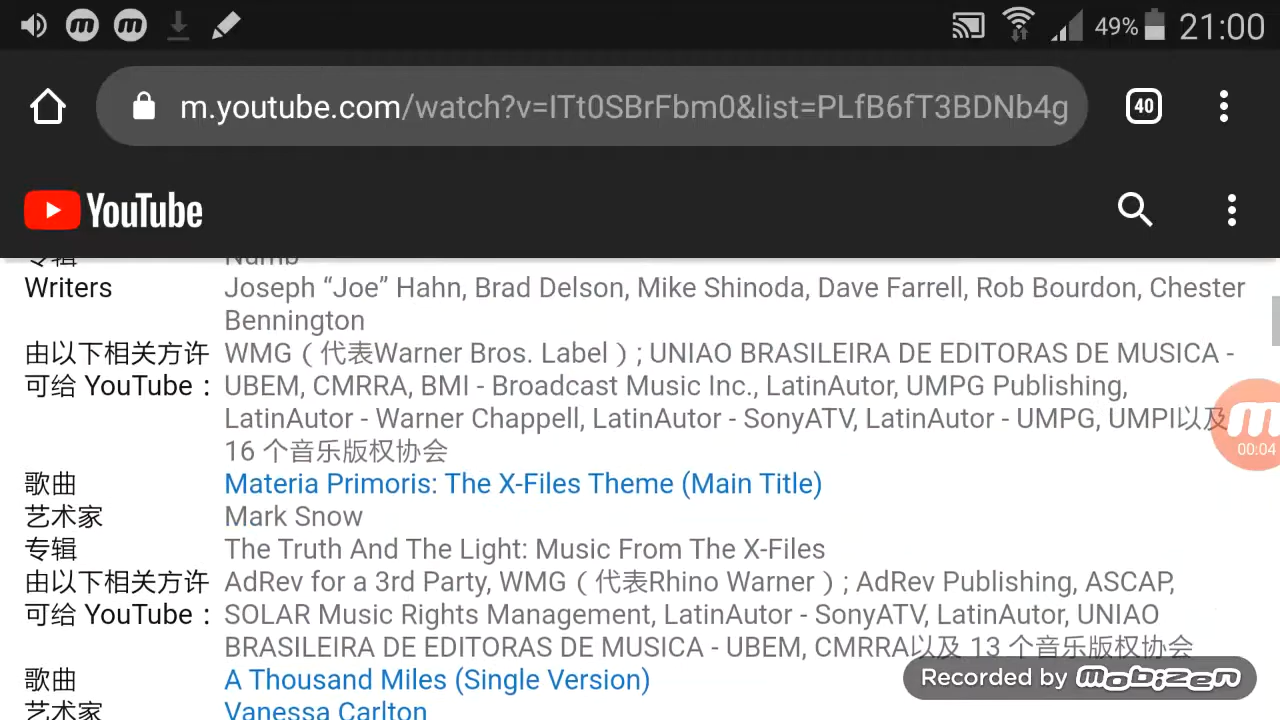 49% 21:00
m.youtube.com/watch?v=ITt0SBrFbm0&list=PLfB6fT3BDNb4g
40
YouTube
专辑 Numb
Writers Joseph “Joe” Hahn, Brad Delson, Mike Shinoda, Dave Farrell, Rob Bourdon, Chester
Bennington
由以下相关方许 WMG（代表Warner Bros. Label）; UNIAO BRASILEIRA DE EDITORAS DE MUSICA -
可给 YouTube： UBEM, CMRRA, BMI - Broadcast Music Inc., LatinAutor, UMPG Publishing,
LatinAutor - Warner Chappell, LatinAutor - SonyATV, LatinAutor - UMPG, UMPI以及
16 个音乐版权协会
00:04
歌曲 Materia Primoris: The X-Files Theme (Main Title)
艺术家 Mark Snow
专辑 The Truth And The Light: Music From The X-Files
由以下相关方许 AdRev for a 3rd Party, WMG（代表Rhino Warner）; AdRev Publishing, ASCAP,
可给 YouTube： SOLAR Music Rights Management, LatinAutor - SonyATV, LatinAutor, UNIAO
BRASILEIRA DE EDITORAS DE MUSICA - UBEM, CMRRA以及 13 个音乐版权协会
歌曲 A Thousand Miles (Single Version)
Recorded by mobizen
艺术家 Vanessa Carlton